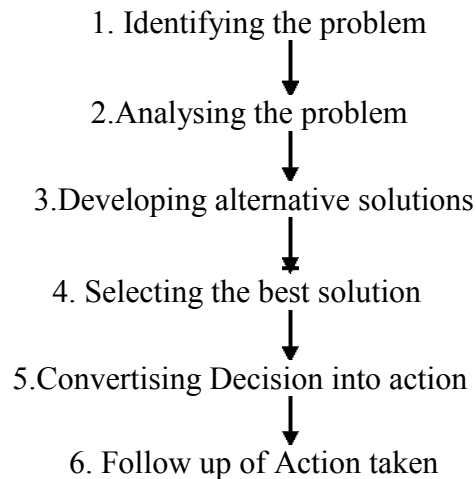 1. Identifying the problem
2.Analysing the problem
3.Developing alternative solutions
4. Selecting the best solution
5.Convertising Decision into action
6. Follow up of Action taken